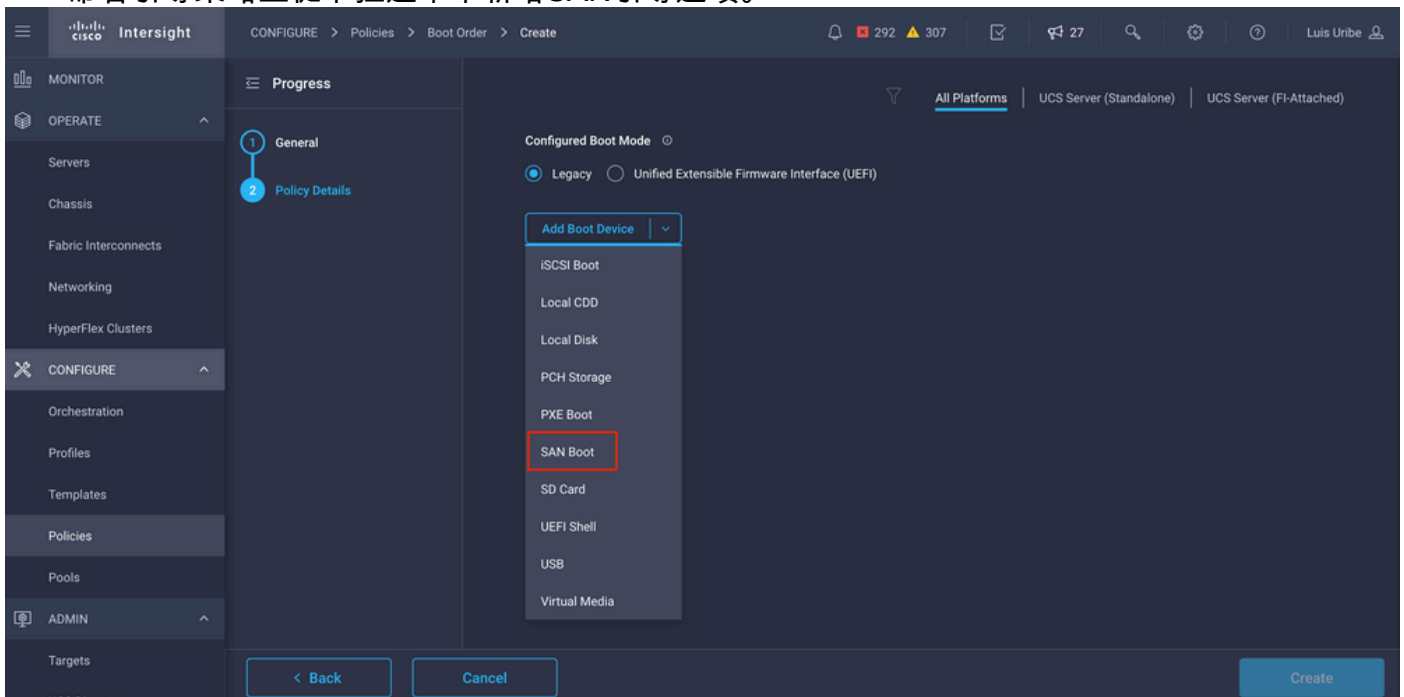 cisco Intersight
CONFIGURE > Policies > Boot Order > Create
292 307
27
Luis Uribe
MONITOR
OPERATE
Servers
Chassis
Fabric Interconnects
Networking
HyperFlex Clusters
CONFIGURE
Orchestration
Profiles
Templates
Policies
Pools
ADMIN
Targets
Progress
1 General
2 Policy Details
All Platforms | UCS Server (Standalone) | UCS Server (FI-Attached)
Configured Boot Mode
Legacy Unified Extensible Firmware Interface (UEFI)
Add Boot Device
iSCSI Boot
Local CDD
Local Disk
PCH Storage
PXE Boot
SAN Boot
SD Card
UEFI Shell
USB
Virtual Media
< Back Cancel Create